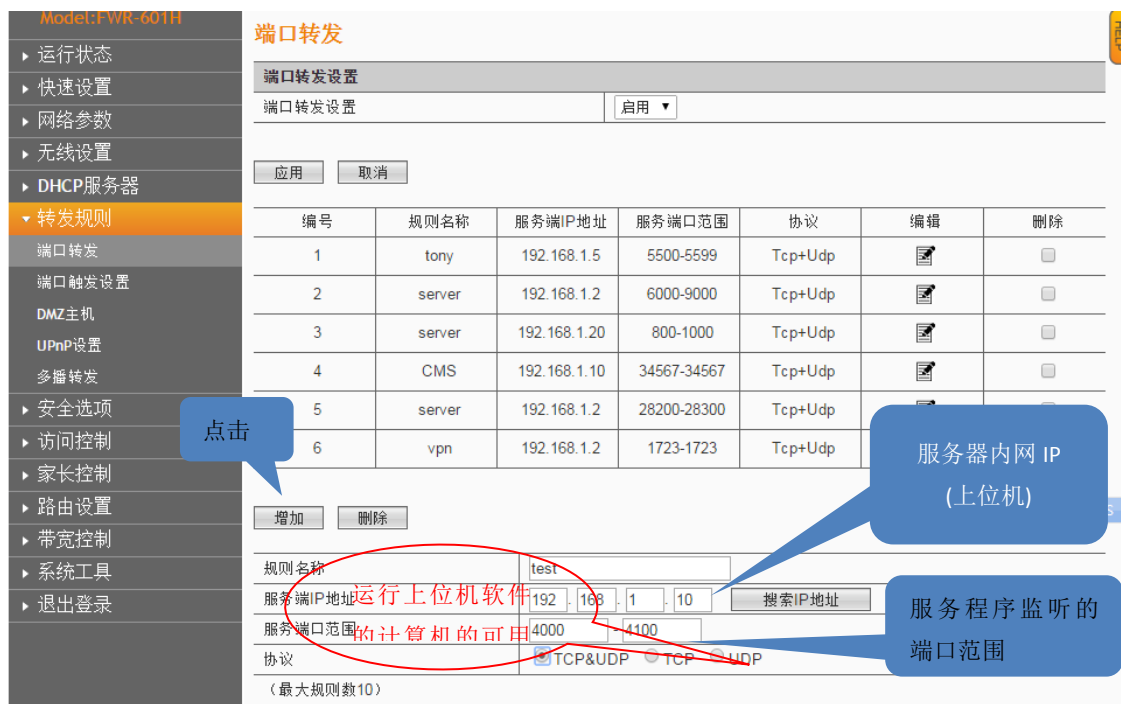 Model:FWR-601H
运行状态
快速设置
网络参数
无线设置
DHCP服务器
转发规则
端口转发
端口触发设置
DMZ主机
UPnP设置
多播转发
安全选项
访问控制
家长控制
路由设置
带宽控制
系统工具
退出登录
HELP
端口转发
端口转发设置
端口转发设置 启用
应用 取消
编号 规则名称 服务端IP地址 服务端口范围 协议 编辑 删除
1 tony 192.168.1.5 5500-5599 Tcp+Udp
2 server 192.168.1.2 6000-9000 Tcp+Udp
3 server 192.168.1.20 800-1000 Tcp+Udp
4 CMS 192.168.1.10 34567-34567 Tcp+Udp
5 server 192.168.1.2 28200-28300 Tcp+Udp
6 vpn 192.168.1.2 1723-1723 Tcp+Udp
点击
服务器内网 IP
(上位机)
增加 删除
规则名称 test
服务端IP地址 192 . 168 . 1 . 10 搜索IP地址
服务端口范围 4000 - 4100
协议 TCP&UDP TCP UDP
（最大规则数10）
运行上位机软件
的计算机的可用
服务程序监听的
端口范围